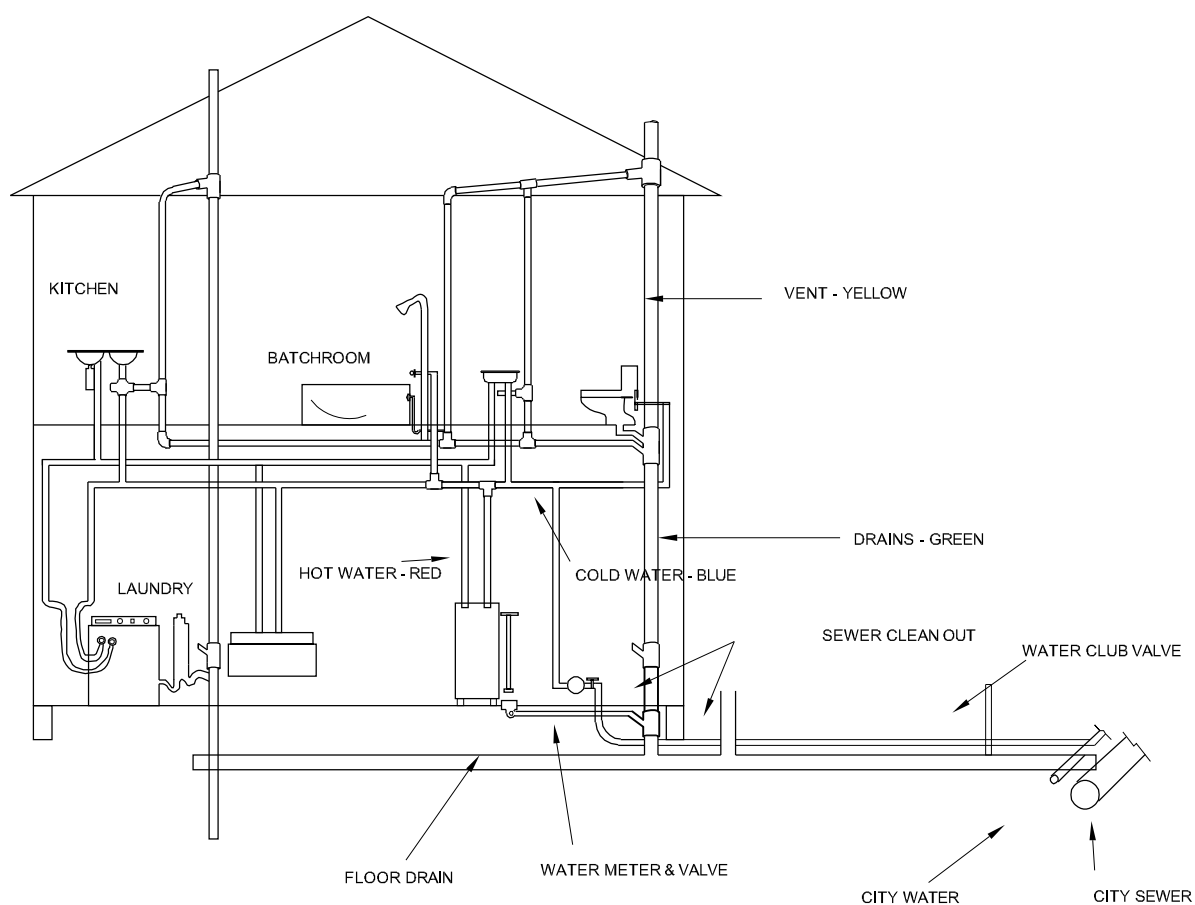 KITCHEN
VENT - YELLOW
BATCHROOM
DRAINS - GREEN
HOT WATER - RED
COLD WATER - BLUE
LAUNDRY
SEWER CLEAN OUT
WATER CLUB VALVE
FLOOR DRAIN
WATER METER & VALVE
CITY WATER
CITY SEWER